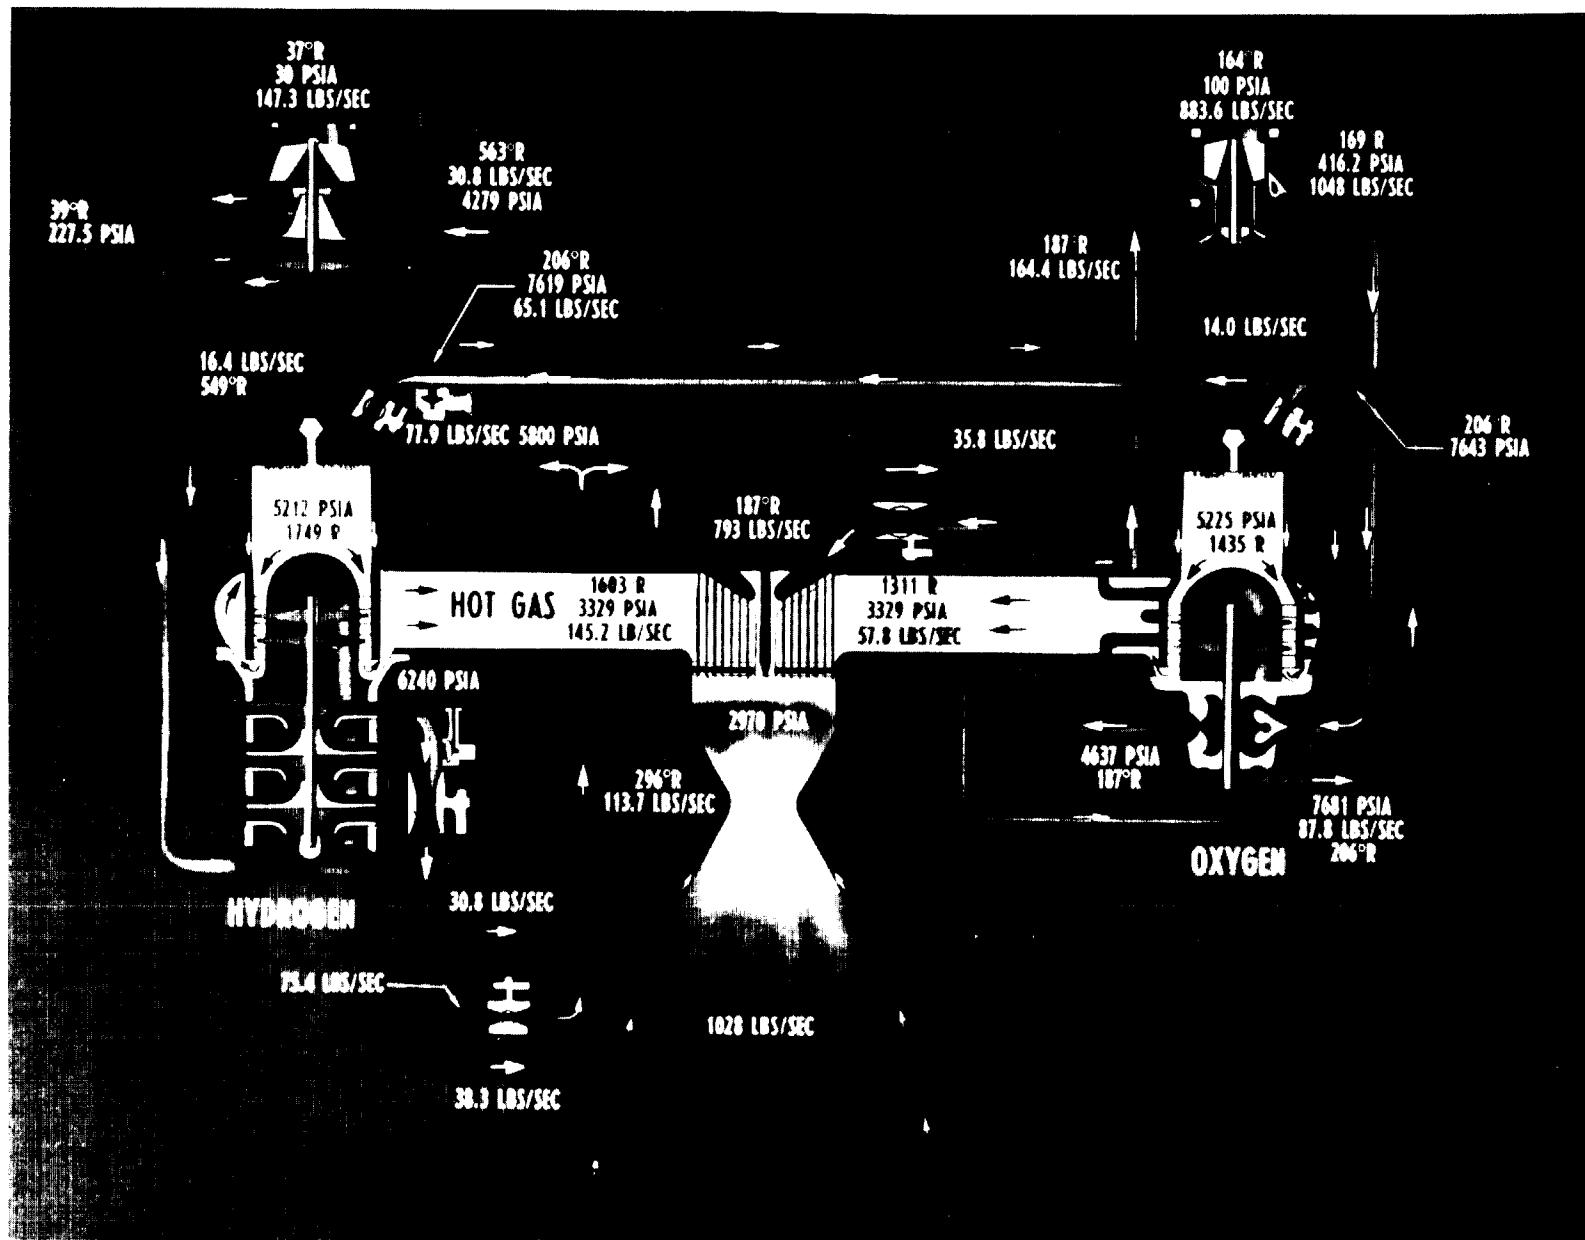 37°R
30 PSIA
147.3 LBS/SEC
164°R
100 PSIA
883.6 LBS/SEC
563°R
30.8 LBS/SEC
4279 PSIA
169 R
416.2 PSIA
1048 LBS/SEC
39°R
227.5 PSIA
187°R
164.4 LBS/SEC
206°R
7619 PSIA
65.1 LBS/SEC
14.0 LBS/SEC
16.4 LBS/SEC
549°R
77.9 LBS/SEC 5800 PSIA
35.8 LBS/SEC
206°R
7643 PSIA
5212 PSIA
1749 R
187°R
793 LBS/SEC
5225 PSIA
1435 R
HOT GAS
1603 R
3329 PSIA
145.2 LB/SEC
1311 R
3329 PSIA
57.8 LBS/SEC
6240 PSIA
2970 PSIA
4637 PSIA
187°R
296°R
113.7 LBS/SEC
7681 PSIA
87.8 LBS/SEC
206°R
OXYGEN
HYDROGEN
30.8 LBS/SEC
75.4 LBS/SEC
1028 LBS/SEC
38.3 LBS/SEC